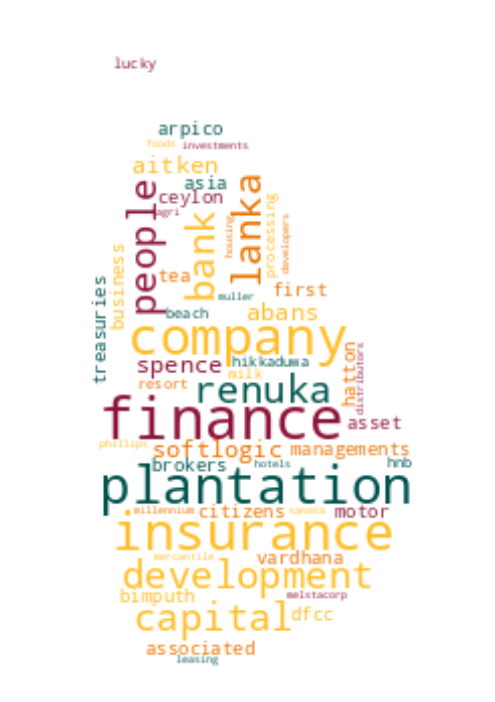 lucky
arpico
foods investments
aitken
asia
people
ceylon
lanka
agri
bank
processing
housing
developers
business
tea
treasuries
first
muller
beach
abans
company
spence
hikkaduwa
milk
hatton
distributors
resort
renuka
finance
asset
phillips
softlogic
managements
brokers
hotels
hnb
plantation
millennium
citizens
sanasa
motor
insurance
mercantile
vardhana
development
bimputh
melstacorp
capital
dfcc
associated
leasing